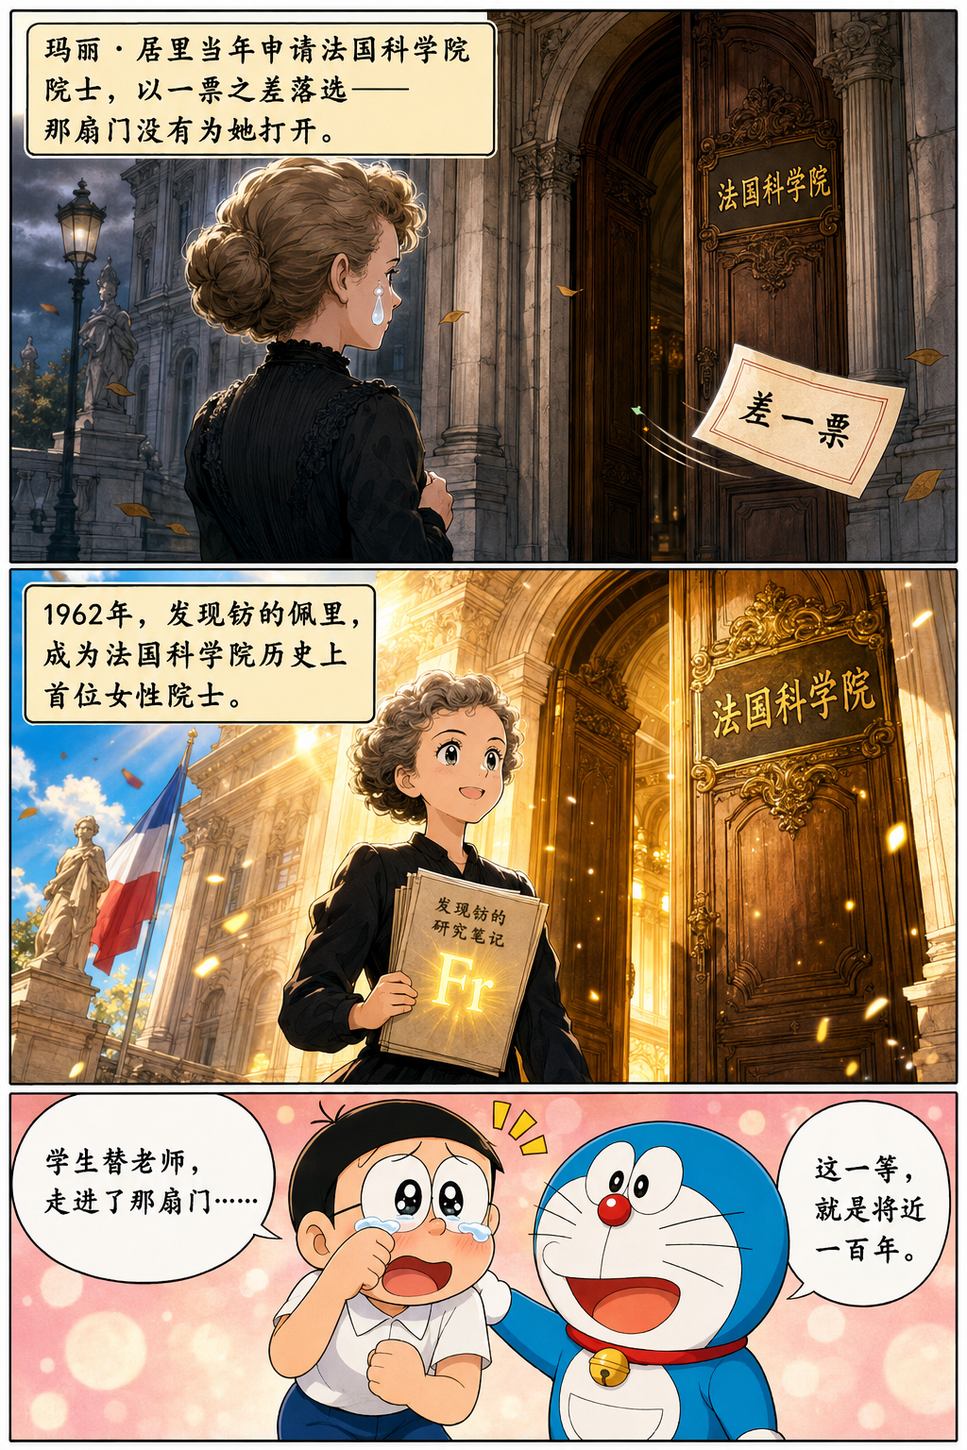 玛丽·居里当年申请法国科学院
院士，以一票之差落选——
那扇门没有为她打开。
法国科学院
差一票
1962年，发现钫的佩里，
成为法国科学院历史上
首位女性院士。
法国科学院
发现钫的
研究笔记
Fr
学生替老师，
走进了那扇门……
这一等，
就是将近
一百年。